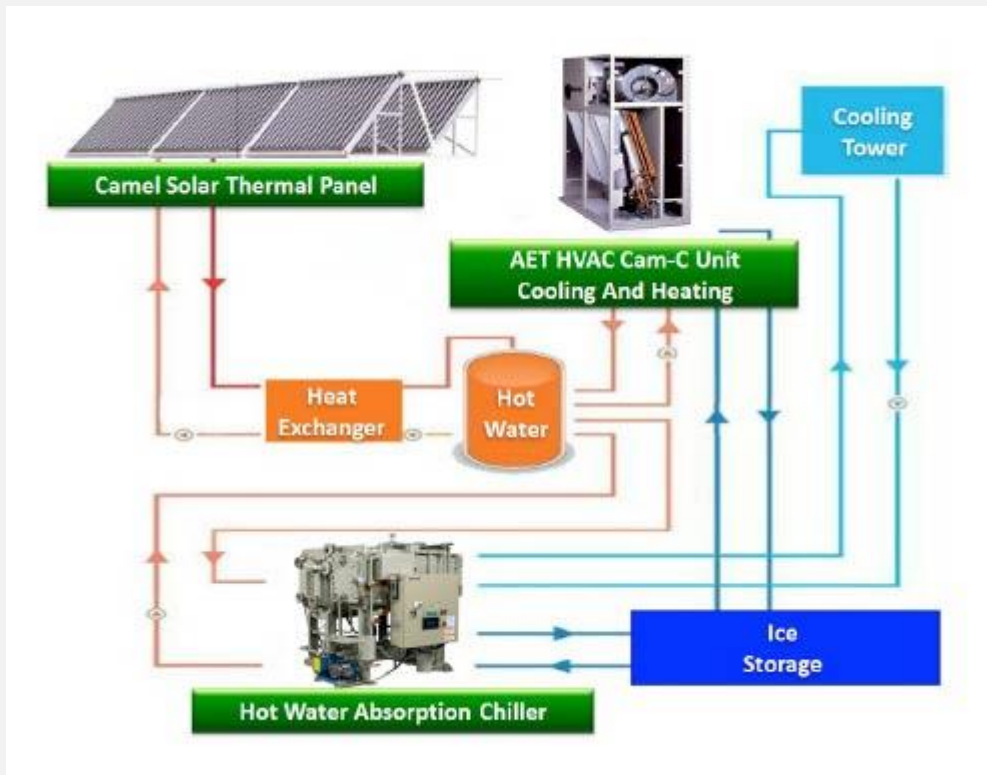 Camel Solar Thermal Panel
Cooling
Tower
AET HVAC Cam-C Unit
Cooling And Heating
Heat
Exchanger
Hot
Water
Ice
Storage
Hot Water Absorption Chiller